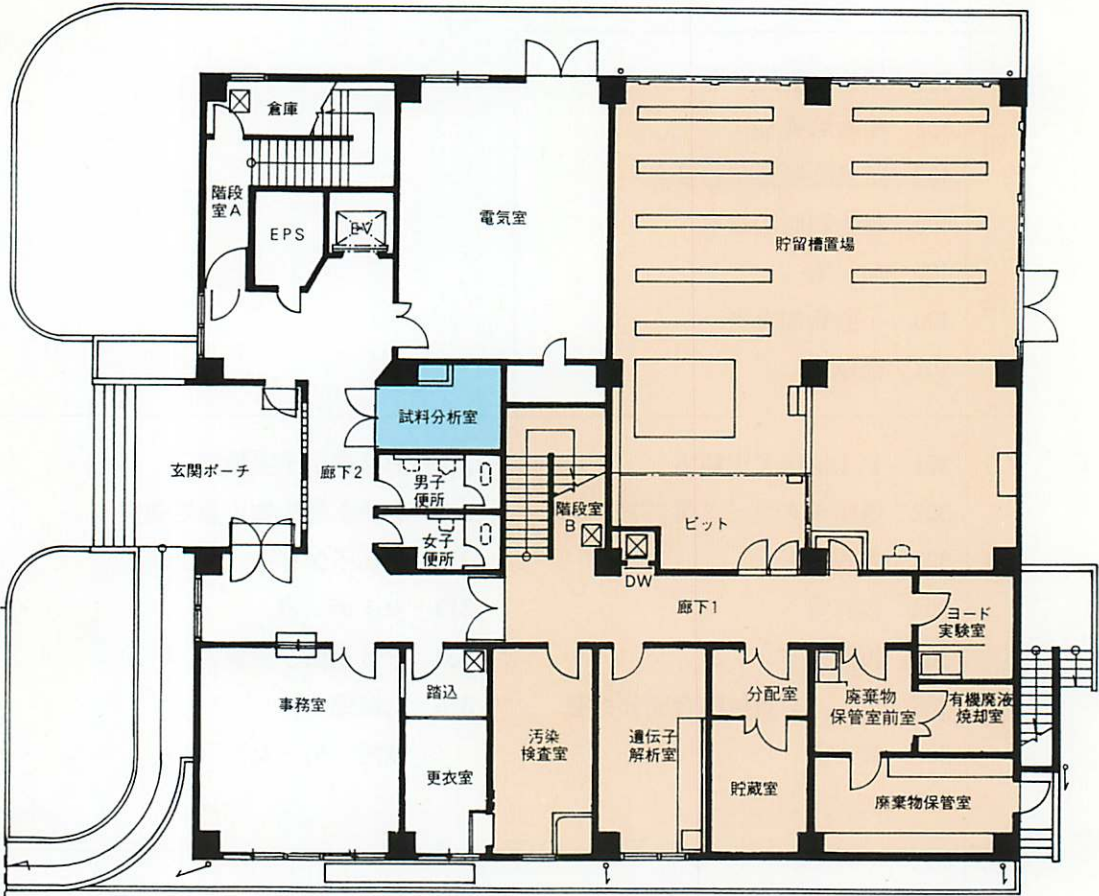 倉庫
階段
室A
EPS
EV
電気室
貯留槽置場
試料分析室
玄関ポーチ
廊下2
男子
便所
女子
便所
階段室
B
ピット
DW
廊下1
ヨード
実験室
事務室
踏込
更衣室
汚染
検査室
遺伝子
解析室
分配室
貯蔵室
廃棄物
保管室前室
有機廃液
焼却室
廃棄物保管室